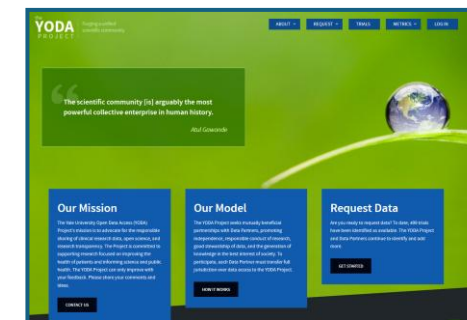 the
YODA
PROJECT
Forging a unified
scientific community
ABOUT
REQUEST
TRIALS
METRICS
LOG IN
The scientific community [is] arguably the most
powerful collective enterprise in human history.
Atul Gawande
Our Mission
The Yale University Open Data Access (YODA)
Project's mission is to advocate for the responsible
sharing of clinical research data, open science, and
research transparency. The Project is committed to
supporting research focused on improving the
health of patients and informing science and public
health. The YODA Project can only improve with
your feedback. Please share your comments and
ideas.
CONTACT US
Our Model
The YODA Project seeks mutually beneficial
partnerships with Data Partners, promoting
independence, responsible conduct of research,
good stewardship of data, and the generation of
knowledge in the best interest of society. To
participate, each Data Partner must transfer full
jurisdiction over data access to the YODA Project.
HOW IT WORKS
Request Data
Are you ready to request data? To date, trials
have been identified as available. The YODA Project
and Data Partners continue to identify and add
more.
GET STARTED